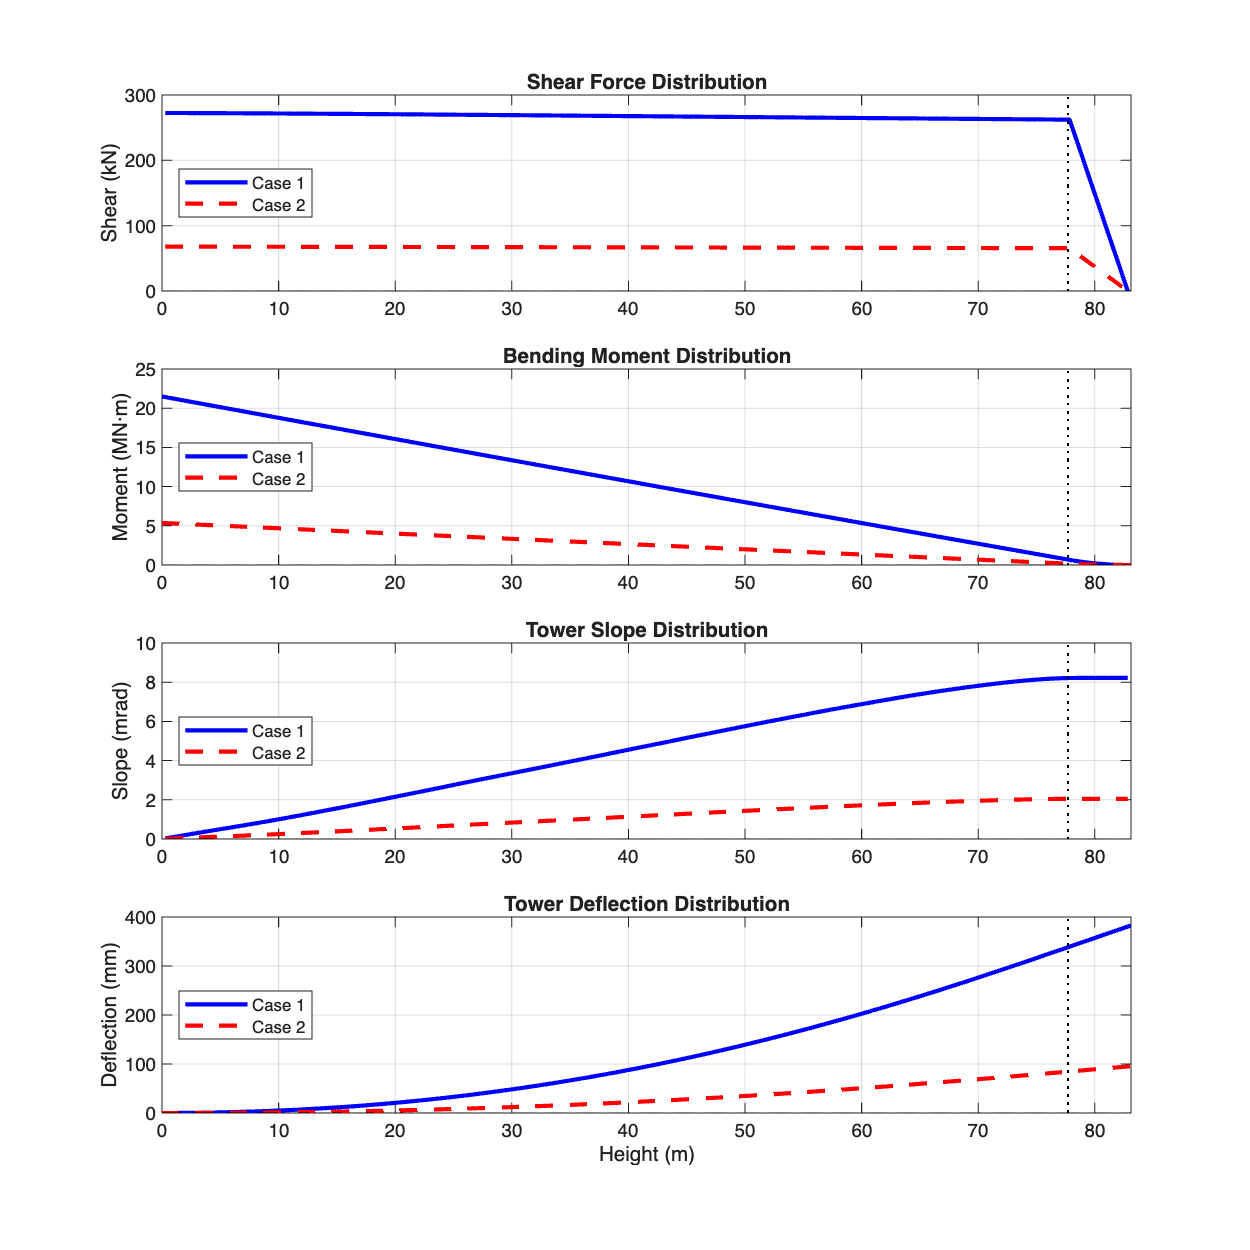 Shear Force Distribution
Shear (kN)
300
200
100
0
Case 1
Case 2
0 10 20 30 40 50 60 70 80
Bending Moment Distribution
Moment (MN·m)
25
20
15
10
5
0
Case 1
Case 2
0 10 20 30 40 50 60 70 80
Tower Slope Distribution
Slope (mrad)
10
8
6
4
2
0
Case 1
Case 2
0 10 20 30 40 50 60 70 80
Tower Deflection Distribution
Deflection (mm)
400
300
200
100
0
Case 1
Case 2
0 10 20 30 40 50 60 70 80
Height (m)